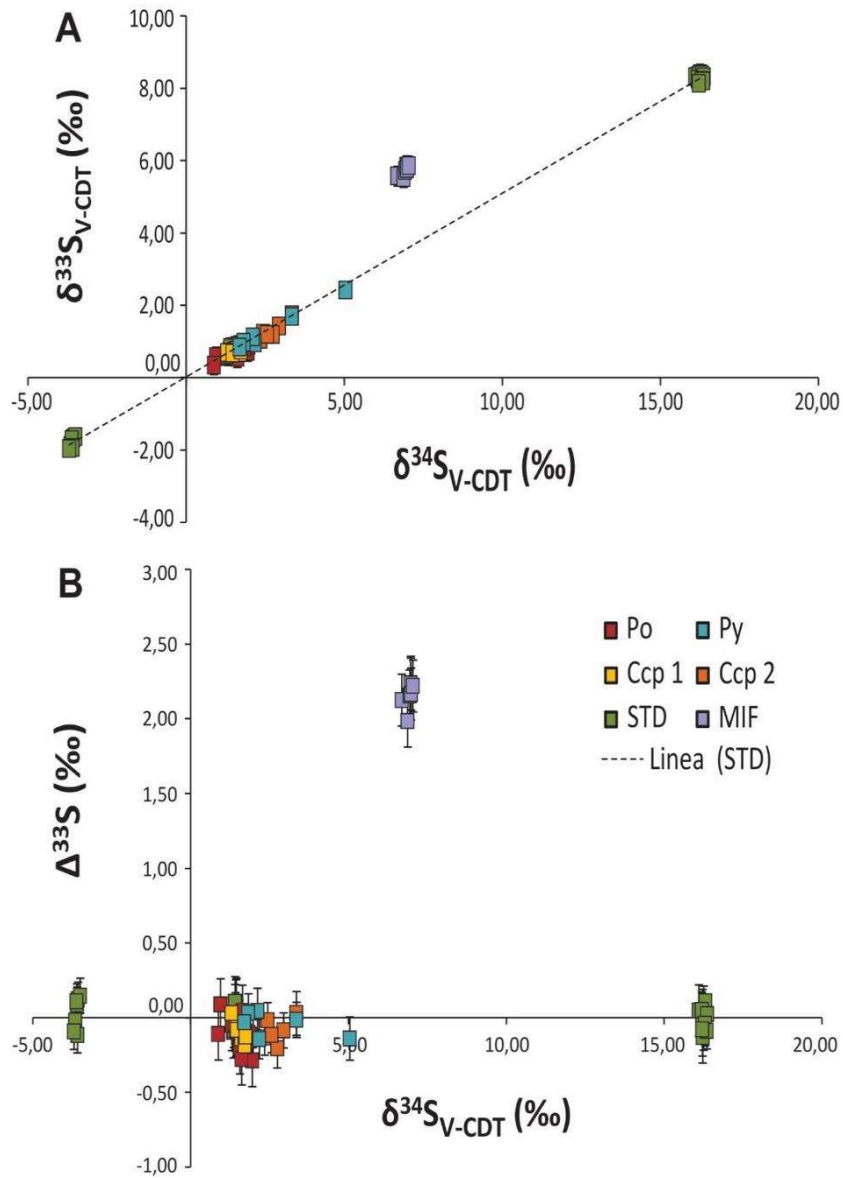 A
10,00
8,00
6,00
4,00
2,00
0,00
-2,00
-4,00
-5,00
5,00
10,00
15,00
20,00
δ³³S V-CDT (‰)
δ³⁴S V-CDT (‰)
B
3,00
2,50
2,00
1,50
1,00
0,50
0,00
-0,50
-1,00
-5,00
5,00
10,00
15,00
20,00
Δ³³S (‰)
δ³⁴S V-CDT (‰)
Po Py
Ccp 1 Ccp 2
STD MIF
Linea (STD)